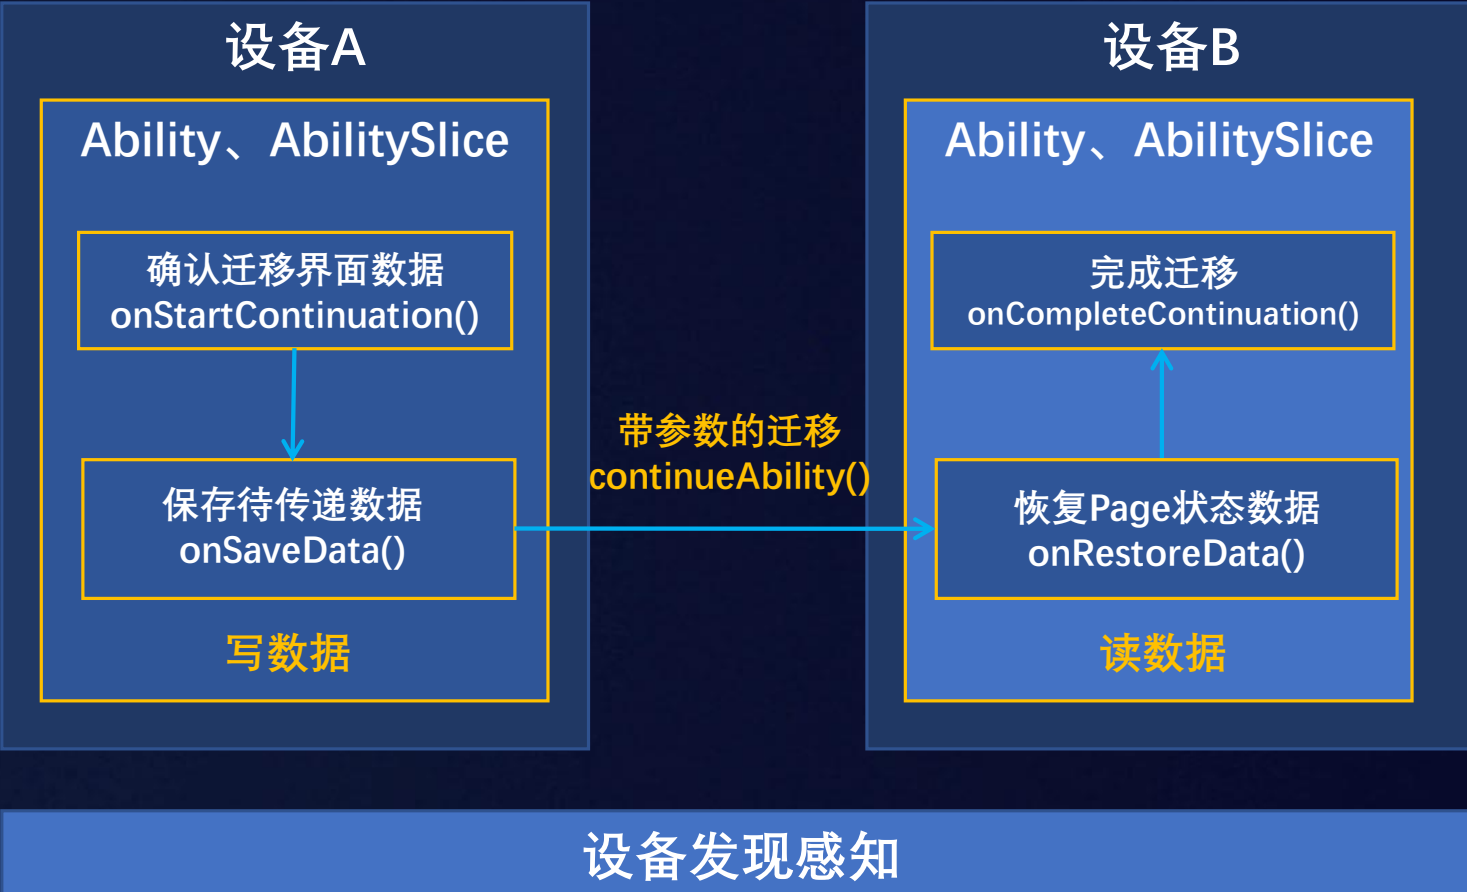 设备A
Ability、AbilitySlice
确认迁移界面数据
onStartContinuation()
保存待传递数据
onSaveData()
写数据
带参数的迁移
continueAbility()
设备B
Ability、AbilitySlice
完成迁移
onCompleteContinuation()
恢复Page状态数据
onRestoreData()
读数据
设备发现感知